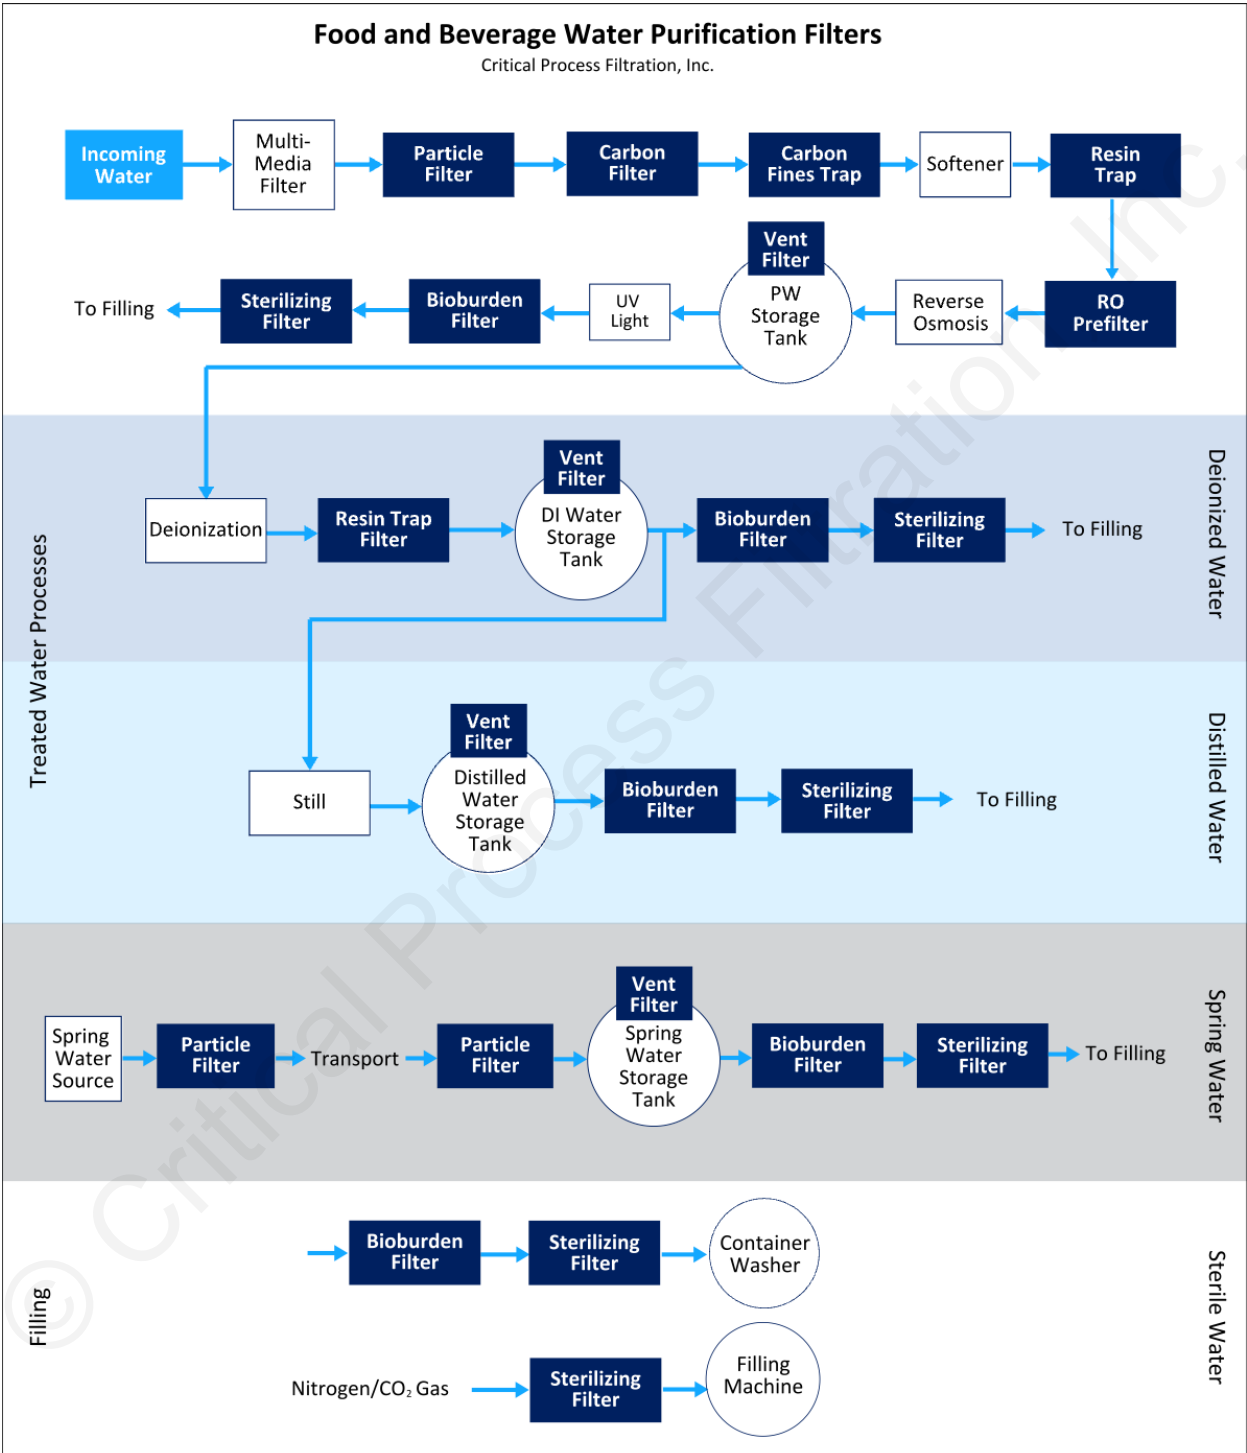 Food and Beverage Water Purification Filters
Critical Process Filtration, Inc.
Incoming
Water
Multi-
Media
Filter
Particle
Filter
Carbon
Filter
Carbon
Fines Trap
Softener
Resin
Trap
To Filling
Sterilizing
Filter
Bioburden
Filter
UV
Light
Vent
Filter
PW
Storage
Tank
Reverse
Osmosis
RO
Prefilter
Treated Water Processes
Deionization
Resin Trap
Filter
Vent
Filter
DI Water
Storage
Tank
Bioburden
Filter
Sterilizing
Filter
To Filling
Deionized Water
Still
Vent
Filter
Distilled
Water
Storage
Tank
Bioburden
Filter
Sterilizing
Filter
To Filling
Distilled Water
Spring
Water
Source
Particle
Filter
Transport
Particle
Filter
Vent
Filter
Spring
Water
Storage
Tank
Bioburden
Filter
Sterilizing
Filter
To Filling
Spring Water
Filling
Bioburden
Filter
Sterilizing
Filter
Container
Washer
Nitrogen/CO₂ Gas
Sterilizing
Filter
Filling
Machine
Sterile Water
© Critical Process Filtration, Inc.